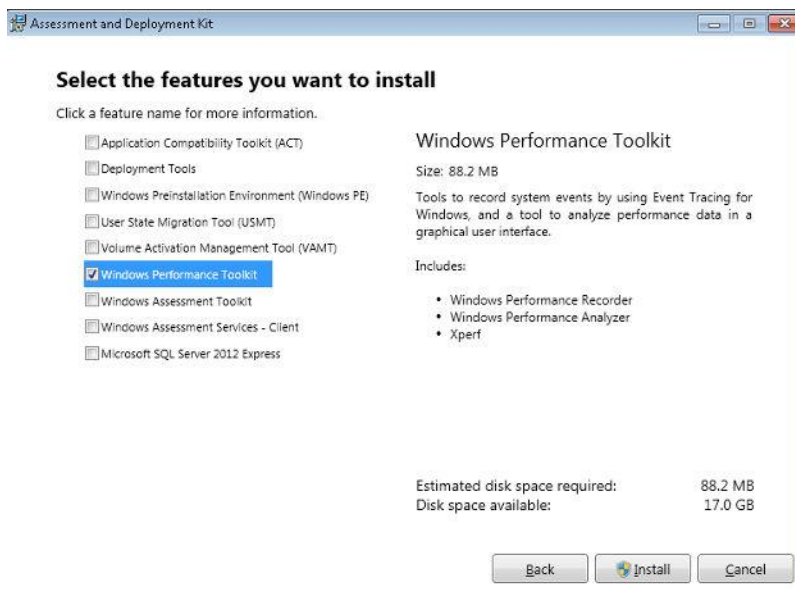 Assessment and Deployment Kit
Select the features you want to install
Click a feature name for more information.
Application Compatibility Toolkit (ACT)
Deployment Tools
Windows Preinstallation Environment (Windows PE)
User State Migration Tool (USMT)
Volume Activation Management Tool (VAMT)
Windows Performance Toolkit
Windows Assessment Toolkit
Windows Assessment Services - Client
Microsoft SQL Server 2012 Express
Windows Performance Toolkit
Size: 88.2 MB
Tools to record system events by using Event Tracing for
Windows, and a tool to analyze performance data in a
graphical user interface.
Includes:
• Windows Performance Recorder
• Windows Performance Analyzer
• Xperf
Estimated disk space required: 88.2 MB
Disk space available: 17.0 GB
Back Install Cancel